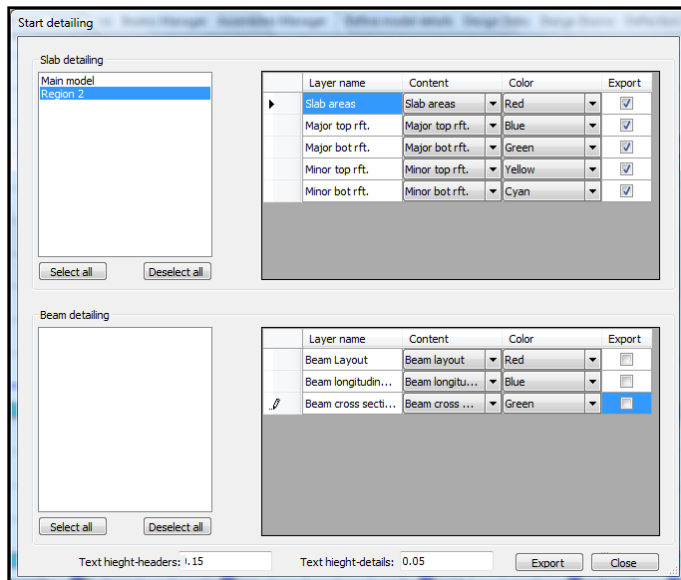 Start detailing
Slab detailing
Main model
Region 2
Layer name Content Color Export
Slab areas Slab areas Red
Major top rft. Major top rft. Blue
Major bot rft. Major bot rft. Green
Minor top rft. Minor top rft. Yellow
Minor bot rft. Minor bot rft. Cyan
Select all Deselect all
Beam detailing
Layer name Content Color Export
Beam Layout Beam layout Red
Beam longitudin... Beam longitu... Blue
Beam cross secti... Beam cross ... Green
Select all Deselect all
Text hieght-headers: .15 Text hieght-details: 0.05 Export Close